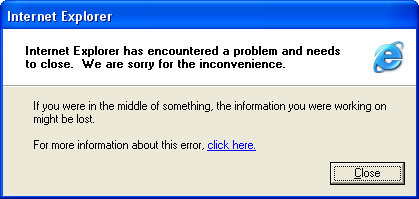 Internet Explorer
Internet Explorer has encountered a problem and needs
to close.  We are sorry for the inconvenience.
If you were in the middle of something, the information you were working on
might be lost.
For more information about this error, click here.
Close